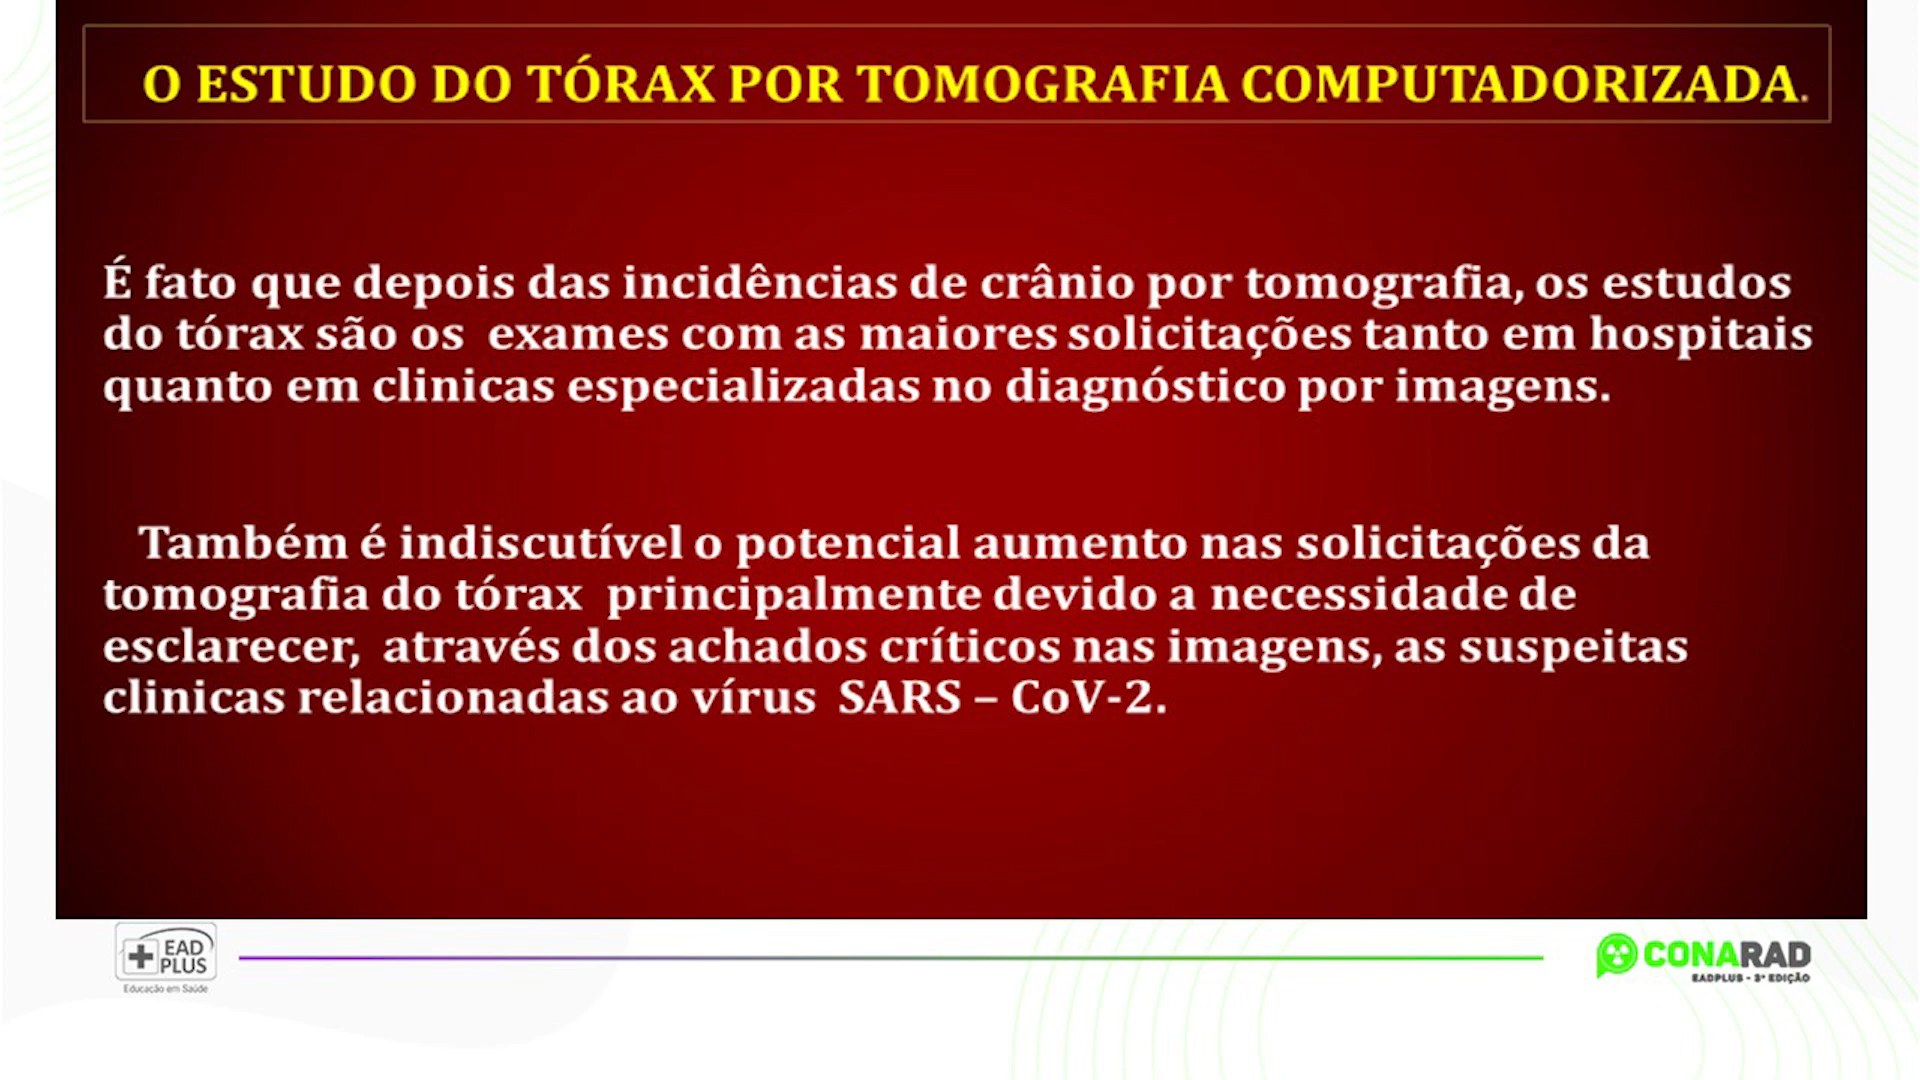 O ESTUDO DO TÓRAX POR TOMOGRAFIA COMPUTADORIZADA.
É fato que depois das incidências de crânio por tomografia, os estudos
do tórax são os exames com as maiores solicitações tanto em hospitais
quanto em clinicas especializadas no diagnóstico por imagens.
Também é indiscutível o potencial aumento nas solicitações da
tomografia do tórax principalmente devido a necessidade de
esclarecer, através dos achados críticos nas imagens, as suspeitas
clinicas relacionadas ao vírus SARS – CoV-2.
EAD
PLUS
Educação em Saúde
CONARAD
EADPLUS - 3ª EDIÇÃO